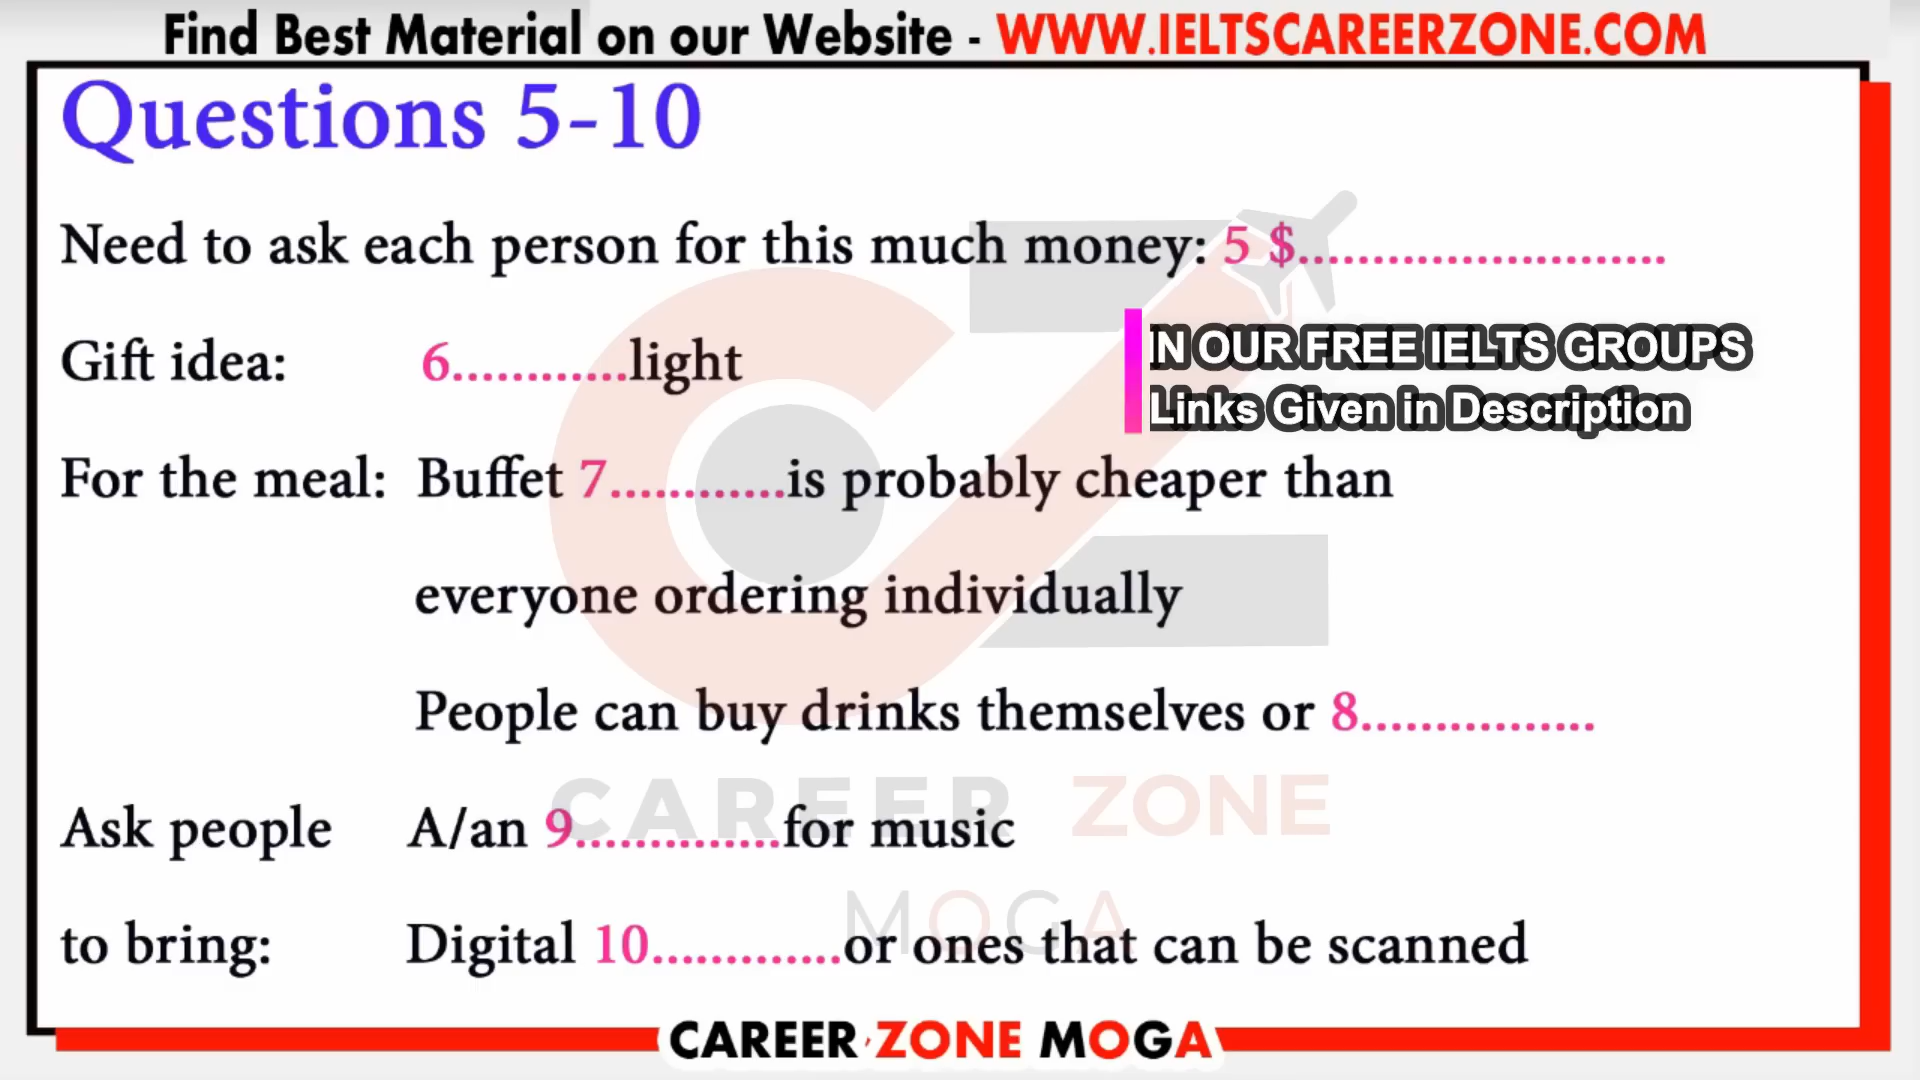 Find Best Material on our Website - WWW.IELTSCAREERZONE.COM
Questions 5-10
Need to ask each person for this much money: 5 $.........................
IN OUR FREE IELTS GROUPS
Links Given in Description
Gift idea: 6............light
For the meal: Buffet 7............is probably cheaper than
everyone ordering individually
People can buy drinks themselves or 8................
CAREER ZONE
Ask people A/an 9..............for music
MOGA
to bring: Digital 10.............or ones that can be scanned
CAREER ZONE MOGA